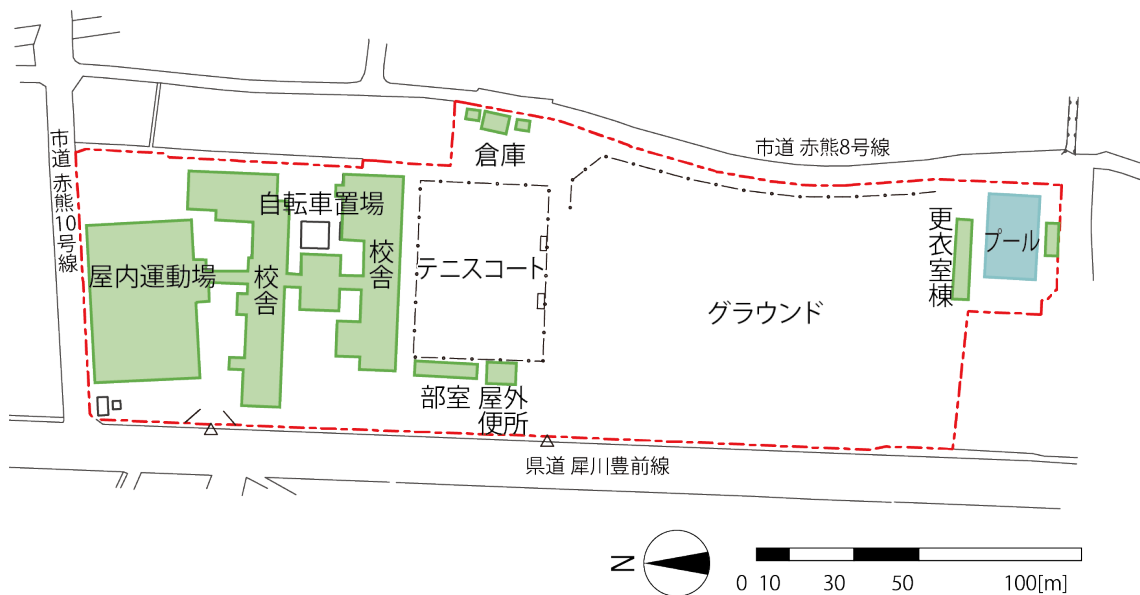 市道 赤熊10号線
倉庫
市道 赤熊8号線
自転車置場
屋内運動場
校舎
校舎
テニスコート
グラウンド
更衣室棟
プール
部室
屋外
便所
県道 犀川豊前線
N
0 10 30 50 100[m]